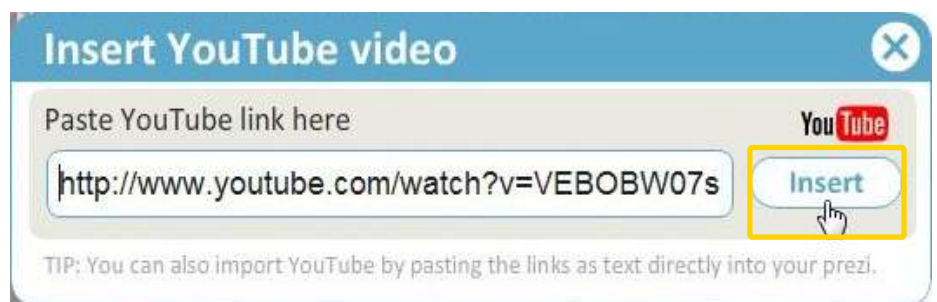 Insert YouTube video
Paste YouTube link here
YouTube
http://www.youtube.com/watch?v=VEBOBW07s
Insert
TIP: You can also import YouTube by pasting the links as text directly into your prezi.